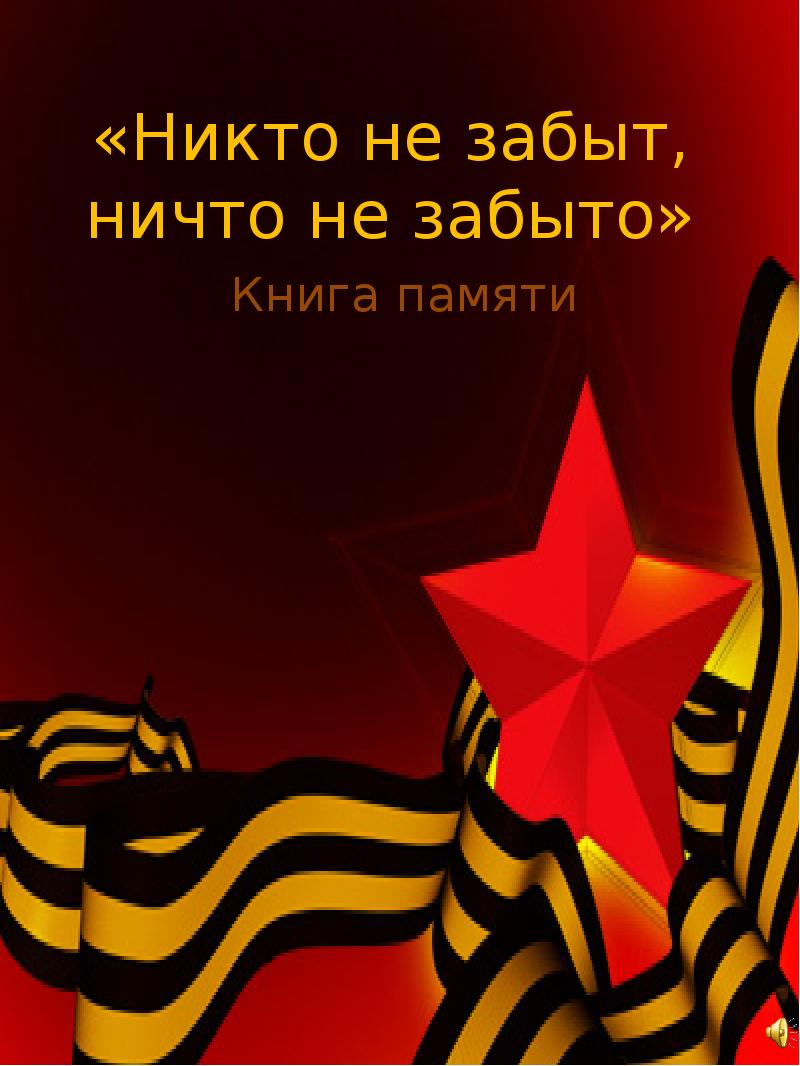 «Никто не забыт,
ничто не забыто»
Книга памяти